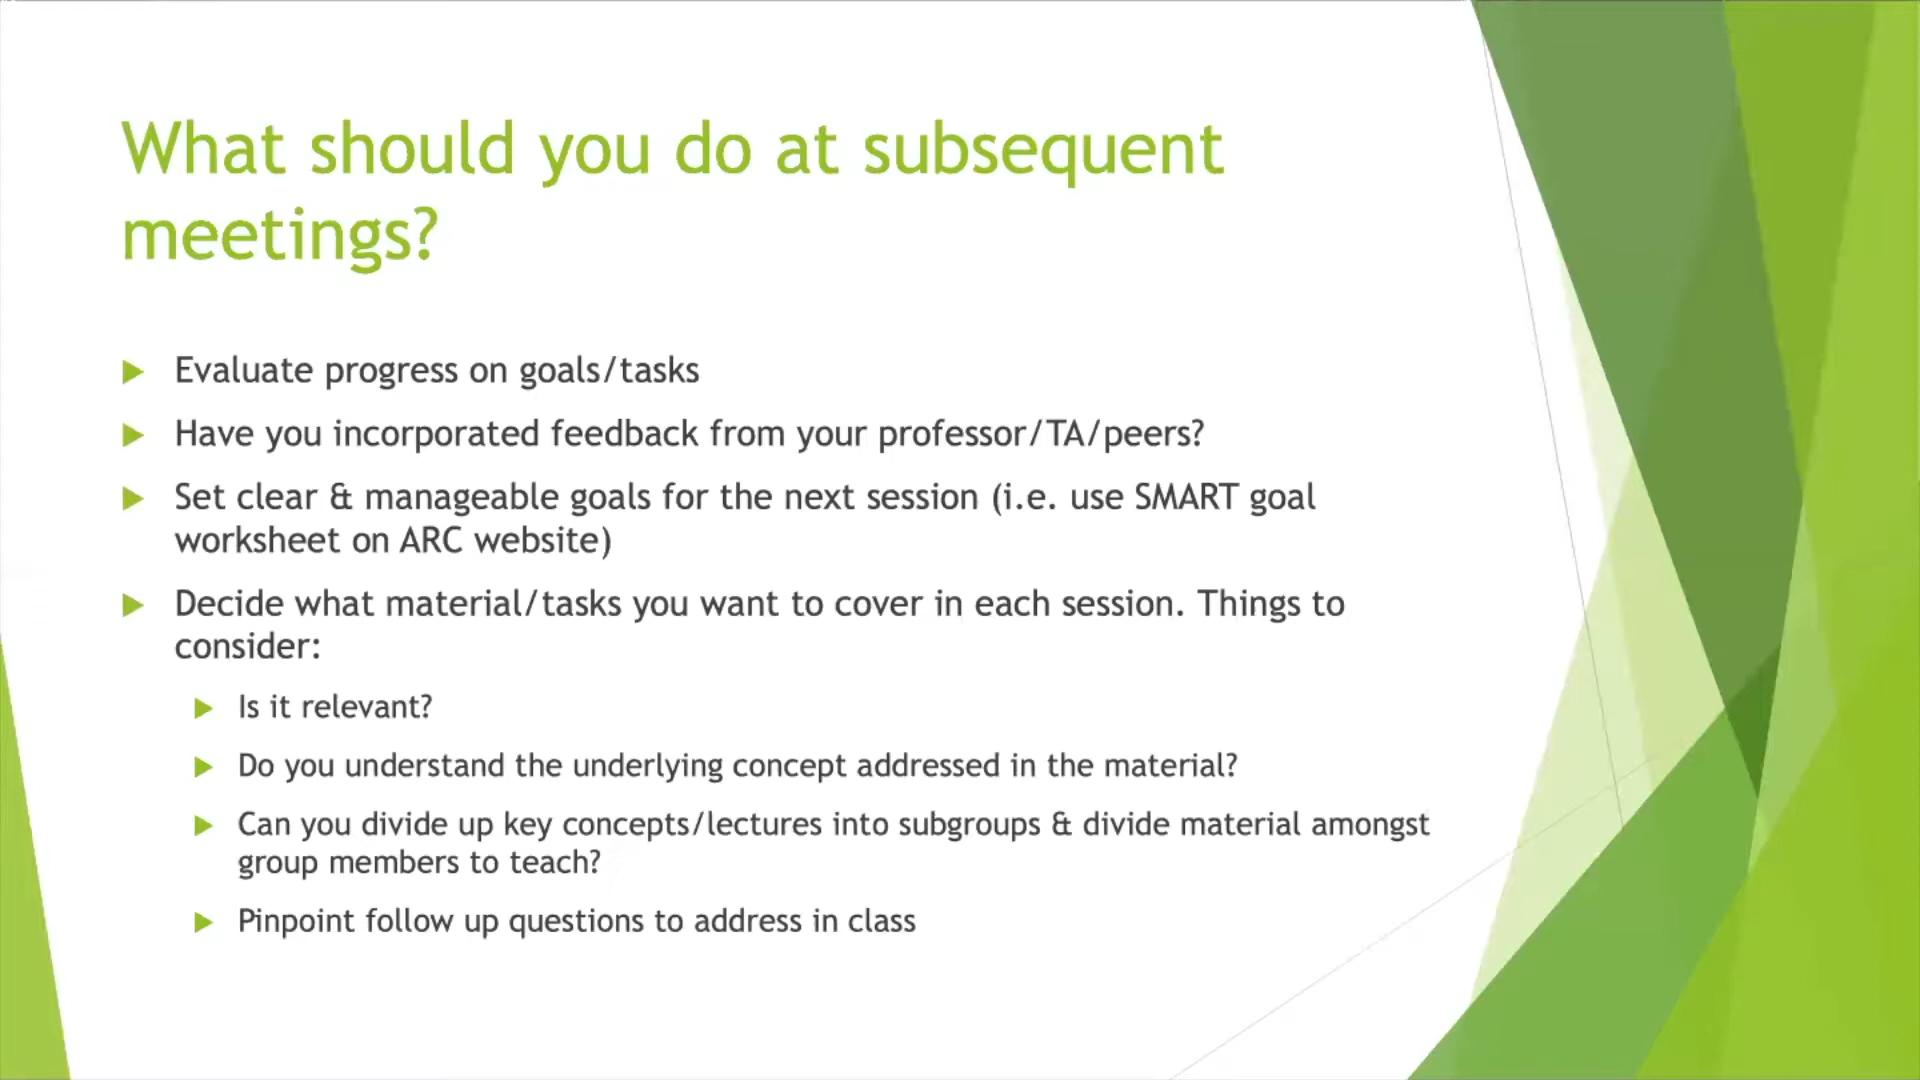 What should you do at subsequent
meetings?
Evaluate progress on goals/tasks
Have you incorporated feedback from your professor/TA/peers?
Set clear & manageable goals for the next session (i.e. use SMART goal
worksheet on ARC website)
Decide what material/tasks you want to cover in each session. Things to
consider:
Is it relevant?
Do you understand the underlying concept addressed in the material?
Can you divide up key concepts/lectures into subgroups & divide material amongst
group members to teach?
Pinpoint follow up questions to address in class